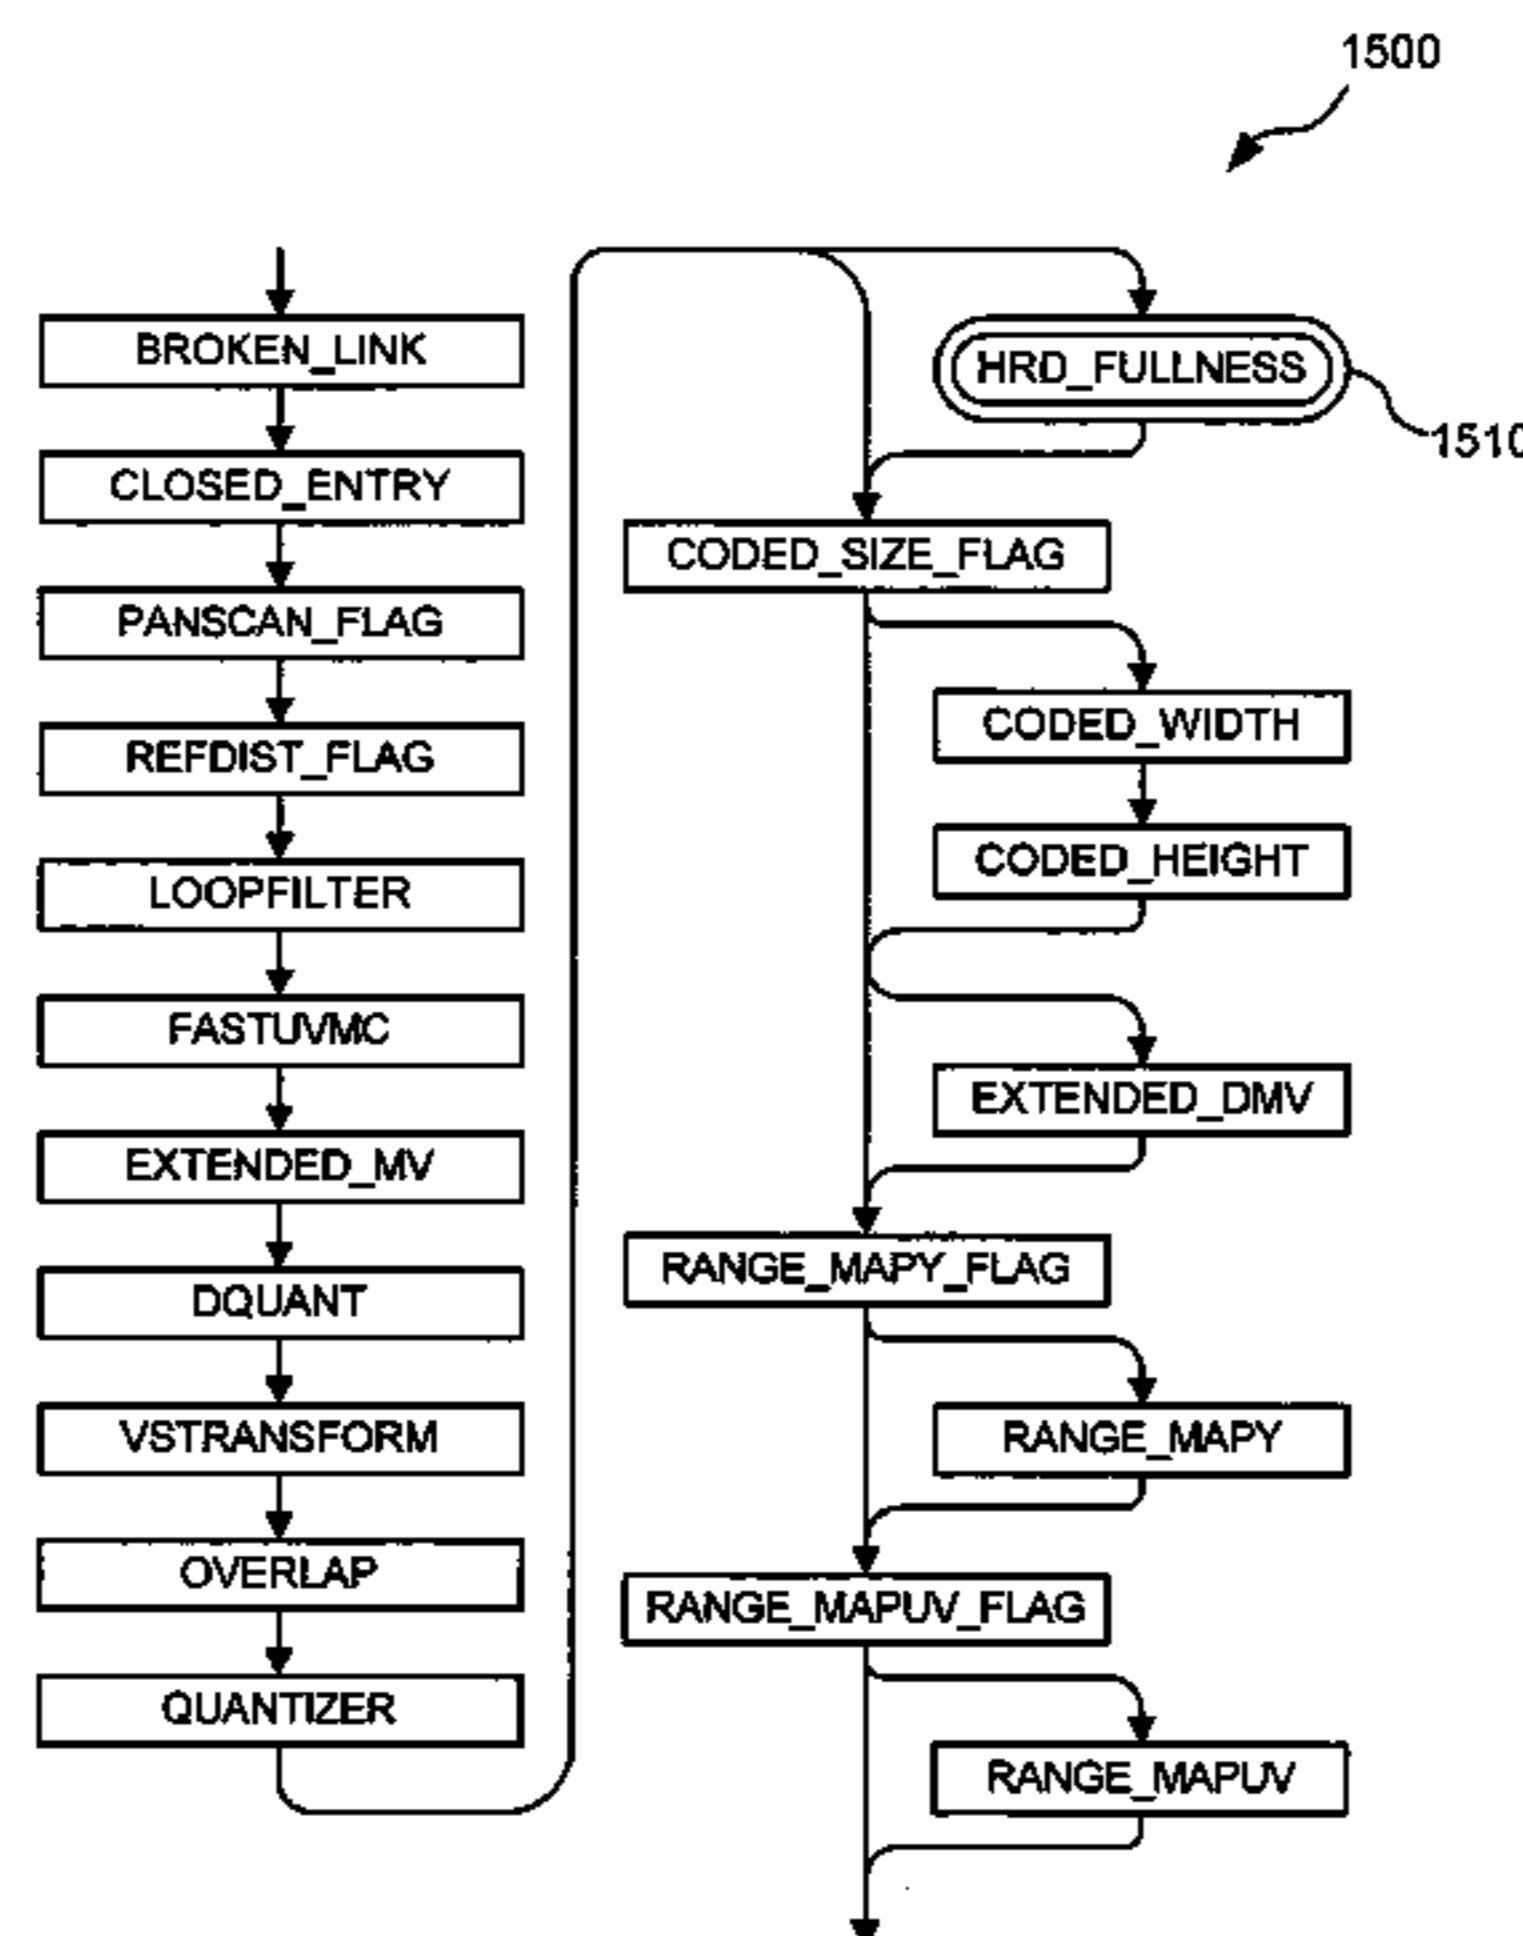 1500
BROKEN_LINK
CLOSED_ENTRY
PANSCAN_FLAG
REFDIST_FLAG
LOOPFILTER
FASTUVMC
EXTENDED_MV
DQUANT
VSTRANSFORM
OVERLAP
QUANTIZER
HRD_FULLNESS
1510
CODED_SIZE_FLAG
CODED_WIDTH
CODED_HEIGHT
EXTENDED_DMV
RANGE_MAPY_FLAG
RANGE_MAPY
RANGE_MAPUV_FLAG
RANGE_MAPUV